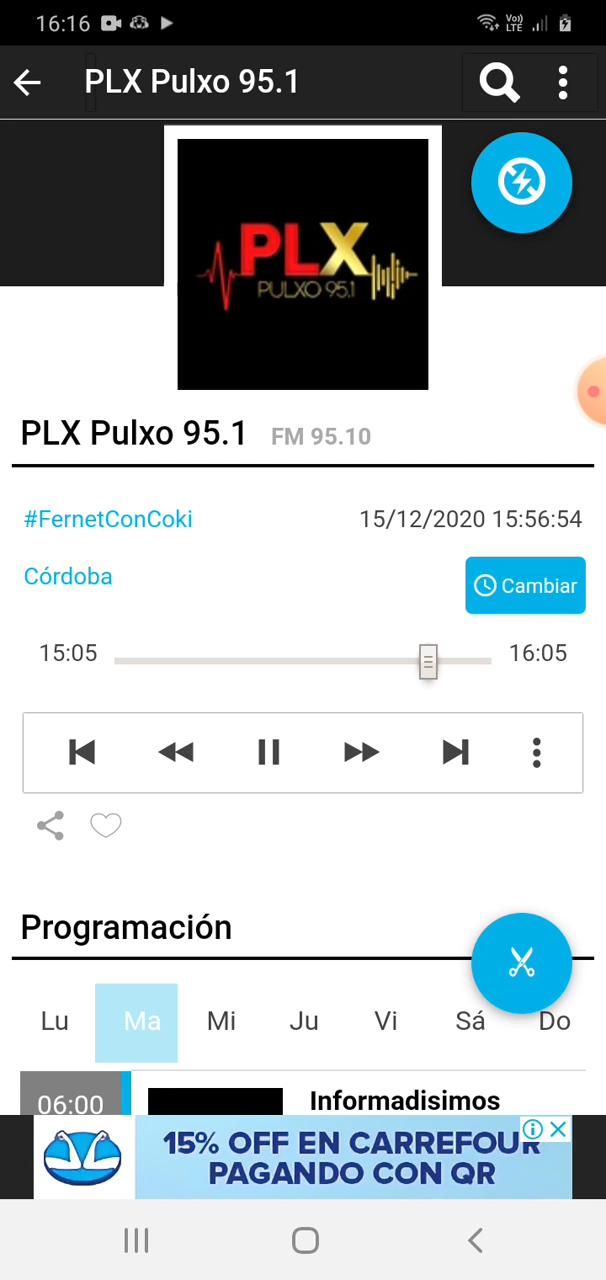 16:16
Vo))
LTE
PLX Pulxo 95.1
PLX
PULXO 95.1
PLX Pulxo 95.1 FM 95.10
#FernetConCoki 15/12/2020 15:56:54
Córdoba
Cambiar
15:05 16:05
Programación
Lu Ma Mi Ju Vi Sá Do
06:00 Informadisimos
15% OFF EN CARREFOUR
PAGANDO CON QR